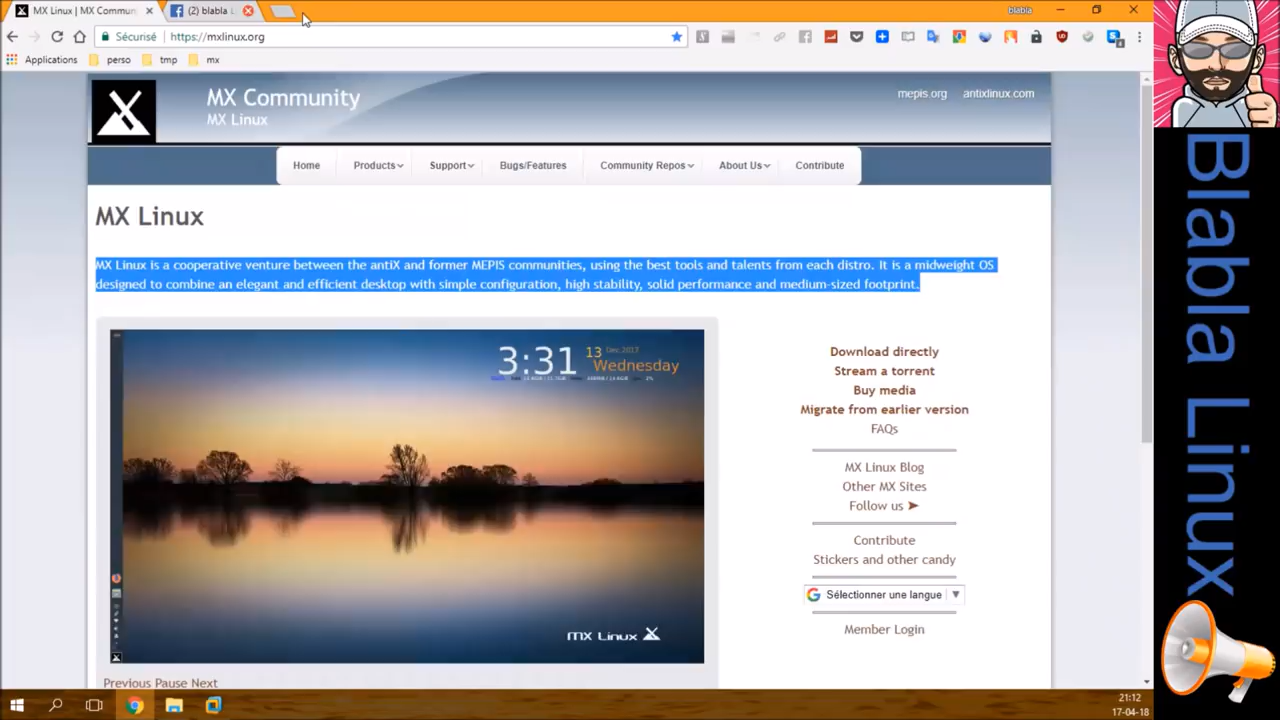 MX Linux | MX Commun
(2) blabla
blabla
Sécurisé
https://mxlinux.org
Applications
perso
tmp
mx
MX Community
MX Linux
mepis.org
antixlinux.com
Home
Products
Support
Bugs/Features
Community Repos
About Us
Contribute
MX Linux
MX Linux is a cooperative venture between the antiX and former MEPIS communities, using the best tools and talents from each distro. It is a midweight OS
designed to combine an elegant and efficient desktop with simple configuration, high stability, solid performance and medium-sized footprint.
3:31
13
Dec 2017
Wednesday
MX Linux
Previous Pause Next
Download directly
Stream a torrent
Buy media
Migrate from earlier version
FAQs
MX Linux Blog
Other MX Sites
Follow us ➤
Contribute
Stickers and other candy
Sélectionner une langue
Member Login
Blabla Linux
21:12
17-04-18